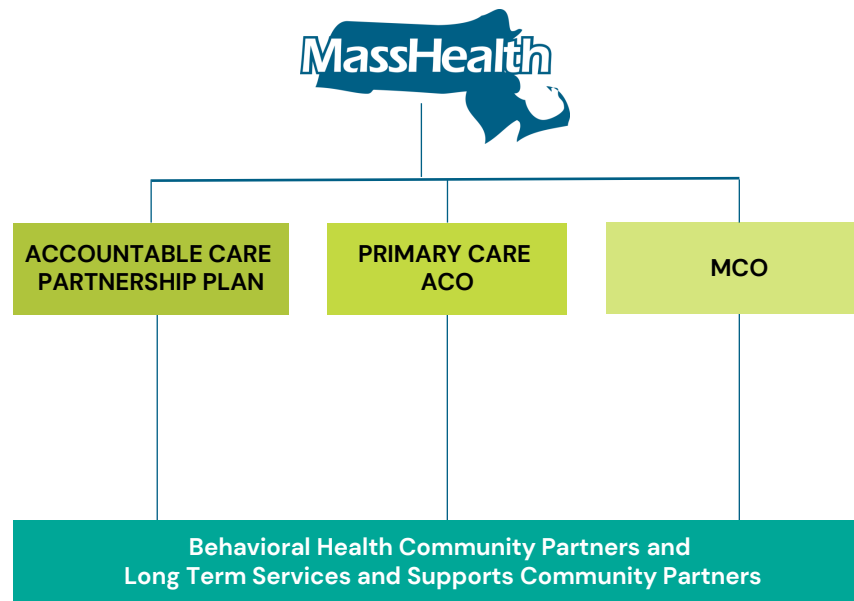 MassHealth
ACCOUNTABLE CARE
PARTNERSHIP PLAN
PRIMARY CARE
ACO
MCO
Behavioral Health Community Partners and
Long Term Services and Supports Community Partners